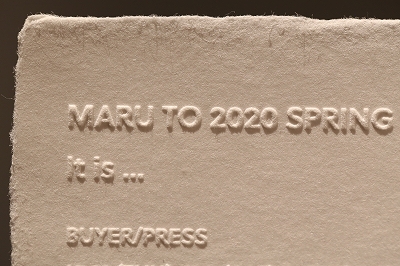 MARU TO 2020 SPRING
It is ...
BUYER/PRESS